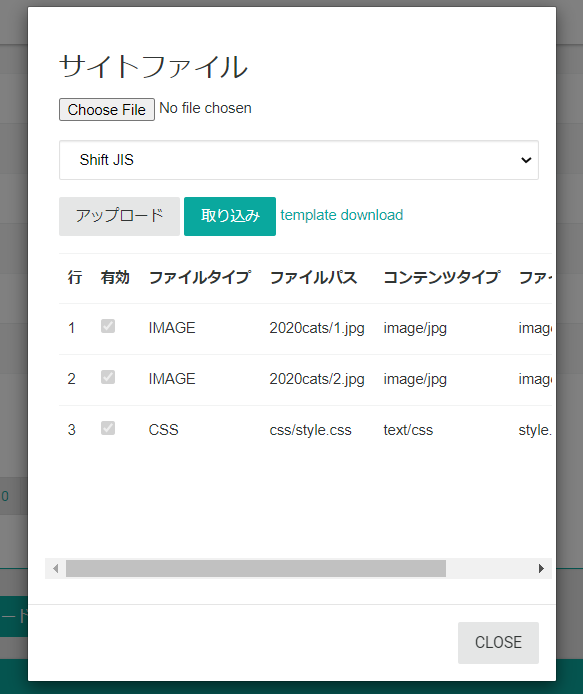 サイトファイル
Choose File No file chosen
Shift JIS
アップロード 取り込み template download
行 有効 ファイルタイプ ファイルパス コンテンツタイプ ファイ
1 IMAGE 2020cats/1.jpg image/jpg imag
2 IMAGE 2020cats/2.jpg image/jpg imag
3 CSS css/style.css text/css style.
0
ード
CLOSE